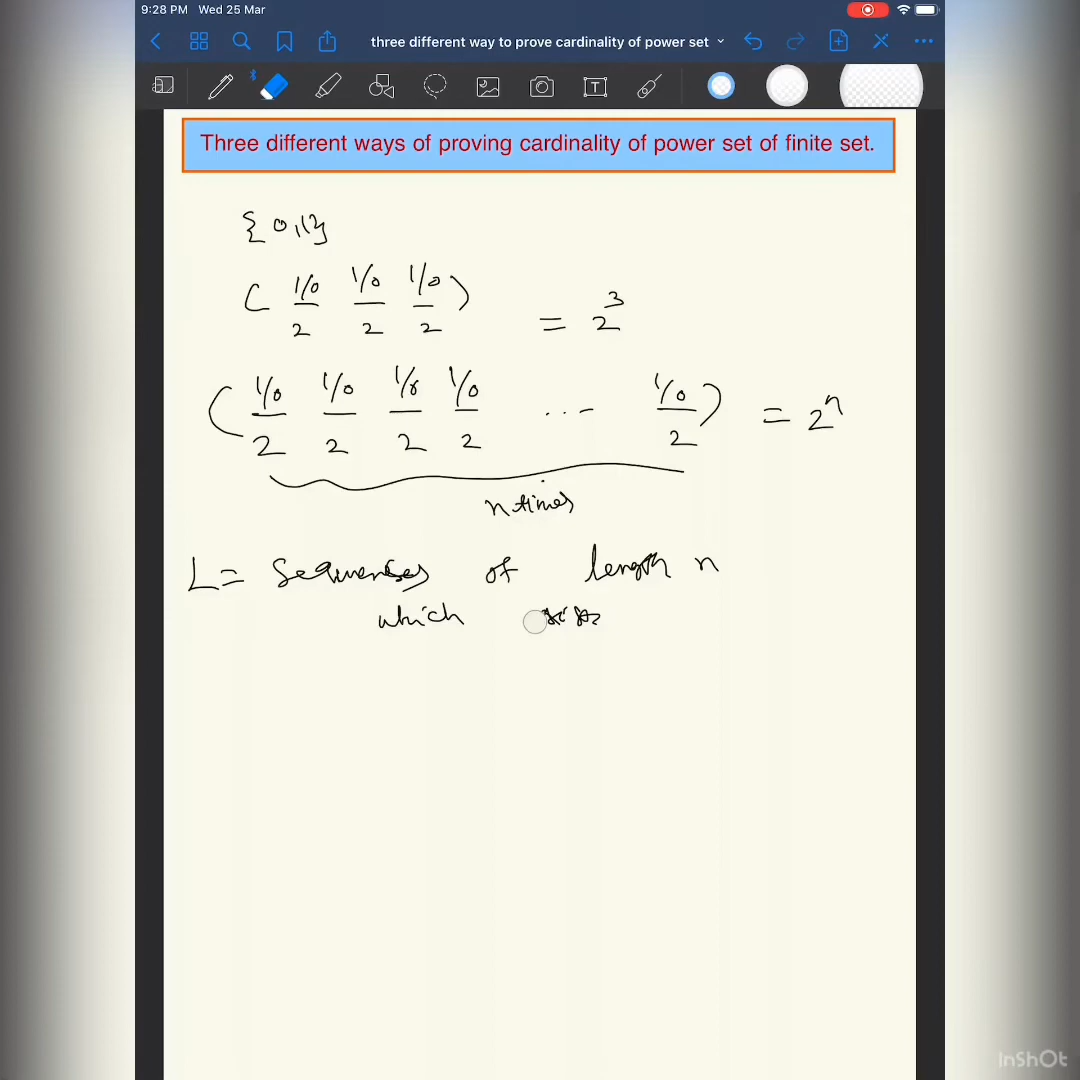 9:28 PM Wed 25 Mar
three different way to prove cardinality of power set
T
Three different ways of proving cardinality of power set of finite set.
{0,1}
( 1/0 1/0 1/0 )
2 2 2 = 2^3
( 1/0 1/0 1/0 1/0 ... 1/0 ) = 2^n
2 2 2 2 2
n times
L = Sequenses of length n
which
InShOt